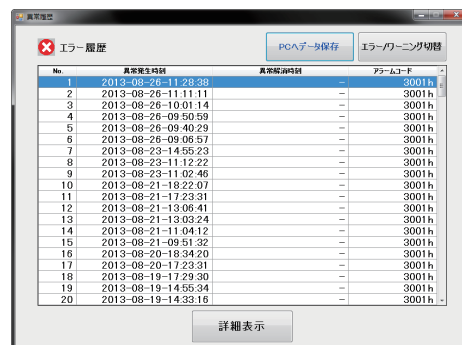 異常履歴
エラー履歴
PCへデータ保存
エラー/ワーニング切替
No. 異常発生時刻 異常解消時刻 アラームコード
1 2013-08-26-11:28:38 - 3001h
2 2013-08-26-11:11:11 - 3001h
3 2013-08-26-10:01:14 - 3001h
4 2013-08-26-09:50:59 - 3001h
5 2013-08-26-09:40:29 - 3001h
6 2013-08-26-09:06:57 - 3001h
7 2013-08-23-14:55:23 - 3001h
8 2013-08-23-11:12:22 - 3001h
9 2013-08-23-11:02:46 - 3001h
10 2013-08-21-18:22:07 - 3001h
11 2013-08-21-17:23:31 - 3001h
12 2013-08-21-13:06:41 - 3001h
13 2013-08-21-13:03:24 - 3001h
14 2013-08-21-11:04:12 - 3001h
15 2013-08-21-09:51:32 - 3001h
16 2013-08-20-18:34:20 - 3001h
17 2013-08-20-17:23:31 - 3001h
18 2013-08-19-17:29:30 - 3001h
19 2013-08-19-14:55:34 - 3001h
20 2013-08-19-14:33:16 - 3001h
詳細表示